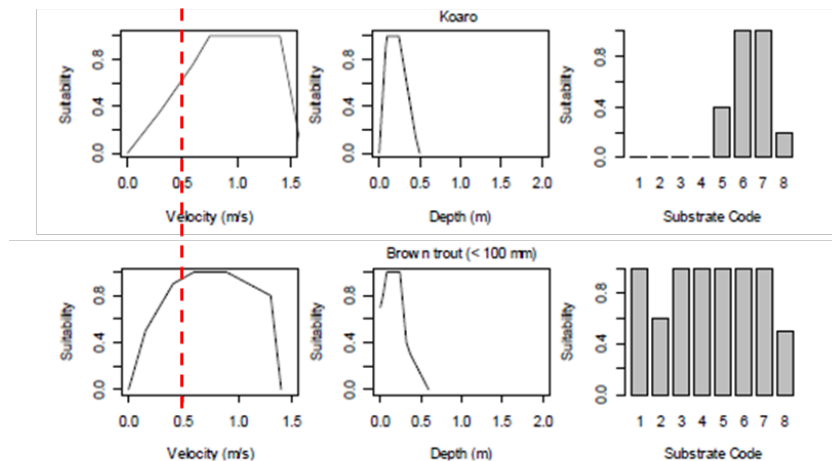 Koaro
Suitability
0.0 0.4 0.8
0.0 0.5 1.0 1.5
Velocity (m/s)
Suitability
0.0 0.4 0.8
0.0 0.5 1.0 1.5 2.0
Depth (m)
Suitability
0.0 0.4 0.8
1 2 3 4 5 6 7 8
Substrate Code
Brown trout (< 100 mm)
Suitability
0.0 0.4 0.8
0.0 0.5 1.0 1.5
Velocity (m/s)
Suitability
0.0 0.4 0.8
0.0 0.5 1.0 1.5 2.0
Depth (m)
Suitability
0.0 0.4 0.8
1 2 3 4 5 6 7 8
Substrate Code